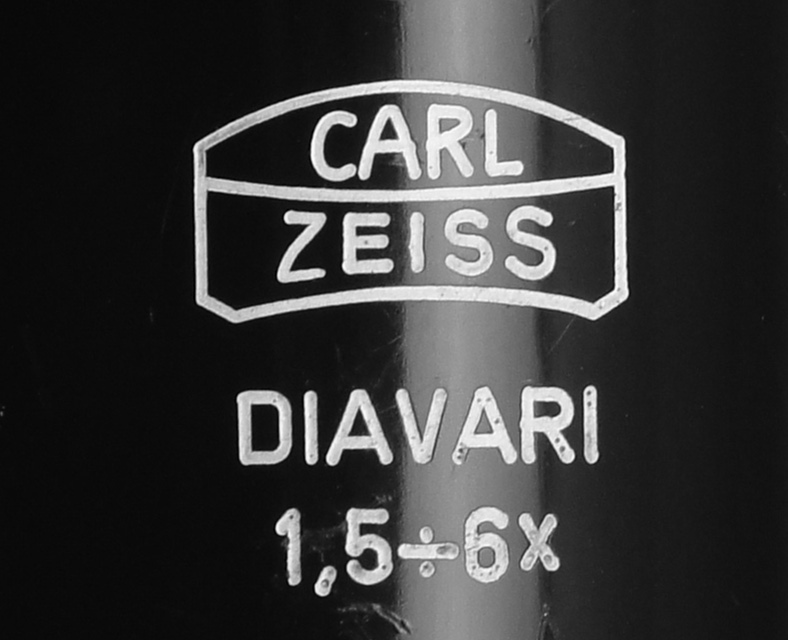 CARL
ZEISS
DIAVARI
1,5÷6x